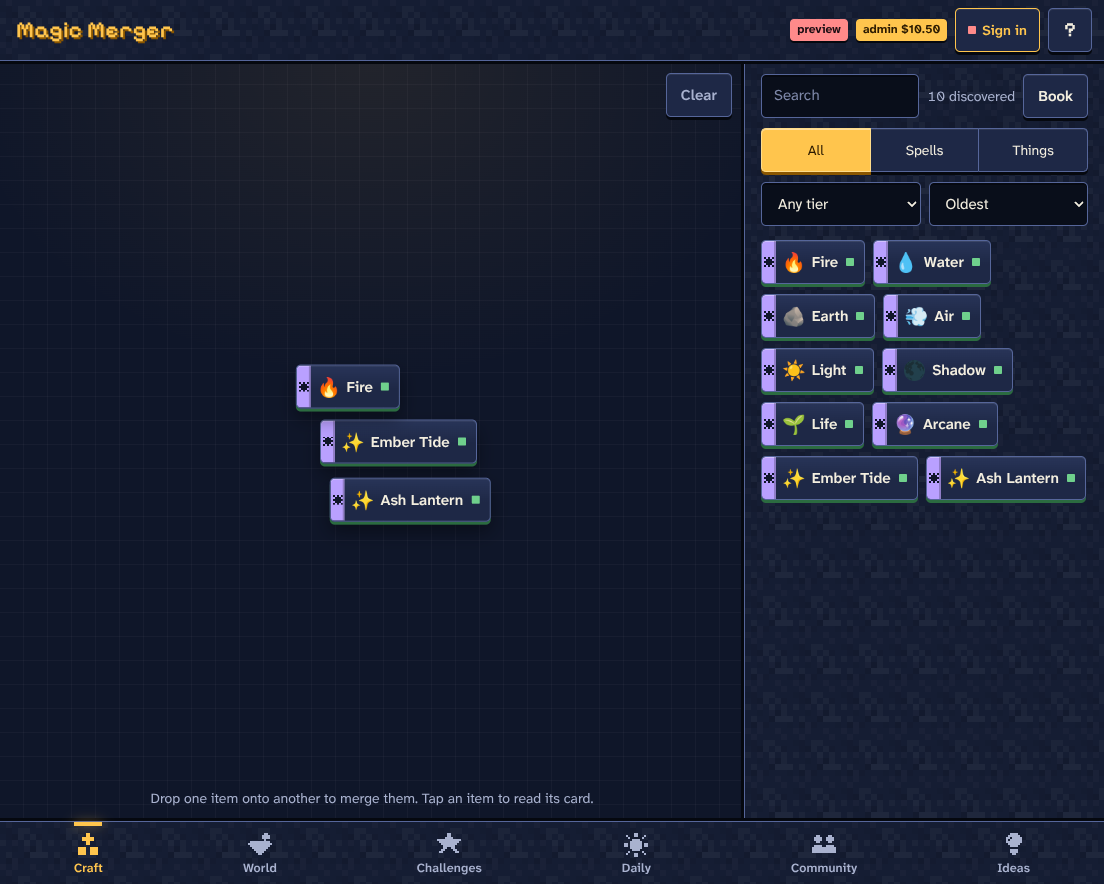 Magic Merger
preview
admin $10.50
Sign in
?
Clear
Search
10 discovered
Book
All
Spells
Things
Any tier
Oldest
Fire
Water
Earth
Air
Light
Shadow
Life
Arcane
Ember Tide
Ash Lantern
Fire
Ember Tide
Ash Lantern
Drop one item onto another to merge them. Tap an item to read its card.
Craft
World
Challenges
Daily
Community
Ideas